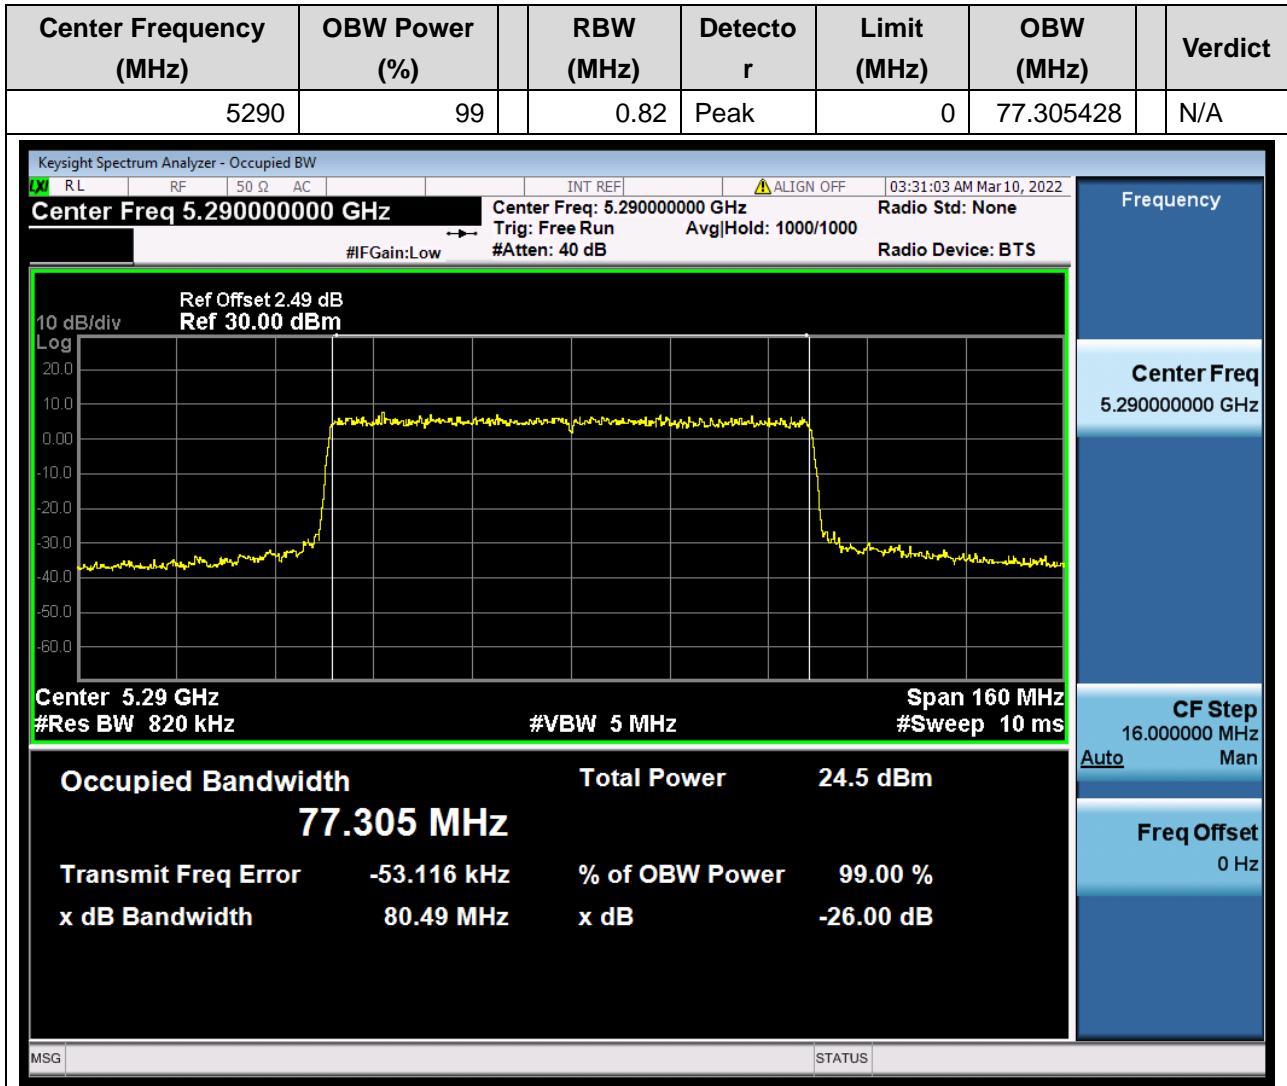 Center Frequency (MHz) OBW Power (%) RBW (MHz) Detecto r Limit (MHz) OBW (MHz) Verdict
5290 99 0.82 Peak 0 77.305428 N/A
Keysight Spectrum Analyzer - Occupied BW
LXI RL RF 50 Ω AC INT REF ALIGN OFF 03:31:03 AM Mar 10, 2022
Center Freq 5.290000000 GHz Center Freq: 5.290000000 GHz Radio Std: None
Trig: Free Run Avg|Hold: 1000/1000
#IFGain:Low #Atten: 40 dB Radio Device: BTS
Ref Offset 2.49 dB
10 dB/div Ref 30.00 dBm
Log
20.0
10.0
0.00
-10.0
-20.0
-30.0
-40.0
-50.0
-60.0
Center 5.29 GHz Span 160 MHz
#Res BW 820 kHz #VBW 5 MHz #Sweep 10 ms
Occupied Bandwidth Total Power 24.5 dBm
77.305 MHz
Transmit Freq Error -53.116 kHz % of OBW Power 99.00 %
x dB Bandwidth 80.49 MHz x dB -26.00 dB
MSG STATUS
Frequency
Center Freq
5.290000000 GHz
CF Step
16.000000 MHz
Auto Man
Freq Offset
0 Hz